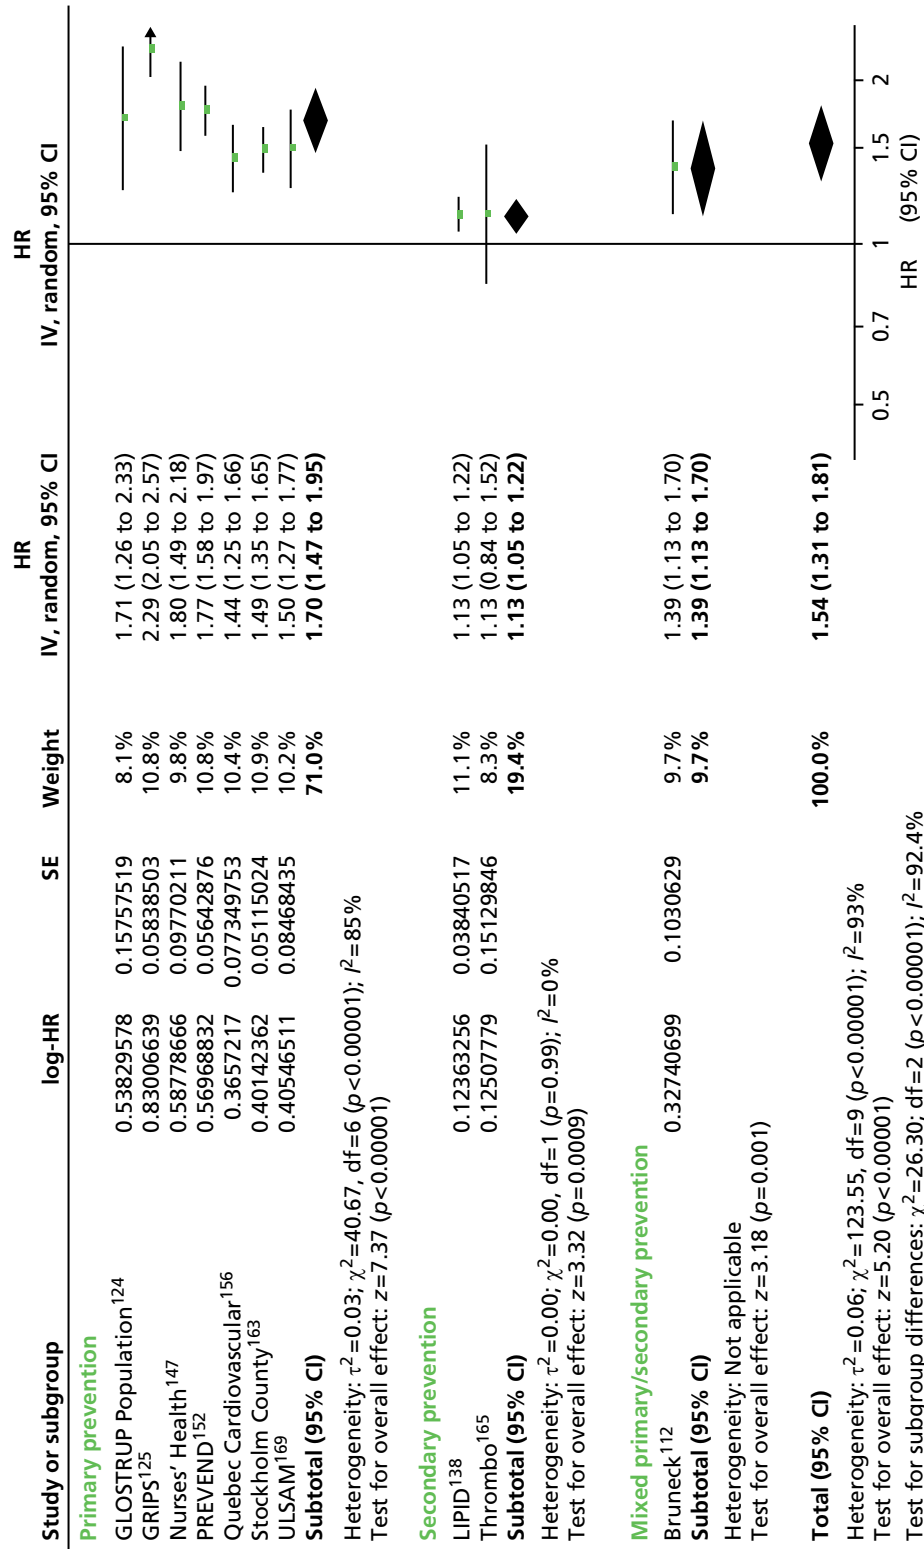 Study or subgroup log-HR SE Weight HR IV, random, 95% CI HR IV, random, 95% CI
Primary prevention
GLOSTRUP Population124 0.53829578 0.15757519 8.1% 1.71 (1.26 to 2.33)
GRIPS125 0.83006639 0.05838503 10.8% 2.29 (2.05 to 2.57)
Nurses' Health147 0.58778666 0.09770211 9.8% 1.80 (1.49 to 2.18)
PREVEND152 0.56968832 0.05642876 10.8% 1.77 (1.58 to 1.97)
Quebec Cardiovascular156 0.3657217 0.077349753 10.4% 1.44 (1.25 to 1.66)
Stockholm County163 0.40142362 0.05115024 10.9% 1.49 (1.35 to 1.65)
ULSAM169 0.40546511 0.08468435 10.2% 1.50 (1.27 to 1.77)
Subtotal (95% CI) 71.0% 1.70 (1.47 to 1.95)
Heterogeneity: τ²=0.03; χ²=40.67, df=6 (p<0.00001); I²=85%
Test for overall effect: z=7.37 (p<0.00001)
Secondary prevention
LIPID138 0.12363256 0.03840517 11.1% 1.13 (1.05 to 1.22)
Thrombo165 0.12507779 0.15129846 8.3% 1.13 (0.84 to 1.52)
Subtotal (95% CI) 19.4% 1.13 (1.05 to 1.22)
Heterogeneity: τ²=0.00; χ²=0.00, df=1 (p=0.99); I²=0%
Test for overall effect: z=3.32 (p=0.0009)
Mixed primary/secondary prevention
Bruneck112 0.32740699 0.1030629 9.7% 1.39 (1.13 to 1.70)
Subtotal (95% CI) 9.7% 1.39 (1.13 to 1.70)
Heterogeneity: Not applicable
Test for overall effect: z=3.18 (p=0.001)
Total (95% CI) 100.0% 1.54 (1.31 to 1.81)
Heterogeneity: τ²=0.06; χ²=123.55, df=9 (p<0.00001); I²=93%
Test for overall effect: z=5.20 (p<0.00001)
Test for subgroup differences: χ²=26.30; df=2 (p<0.00001); I²=92.4%
0.5 0.7 1 1.5 2
HR (95% CI)